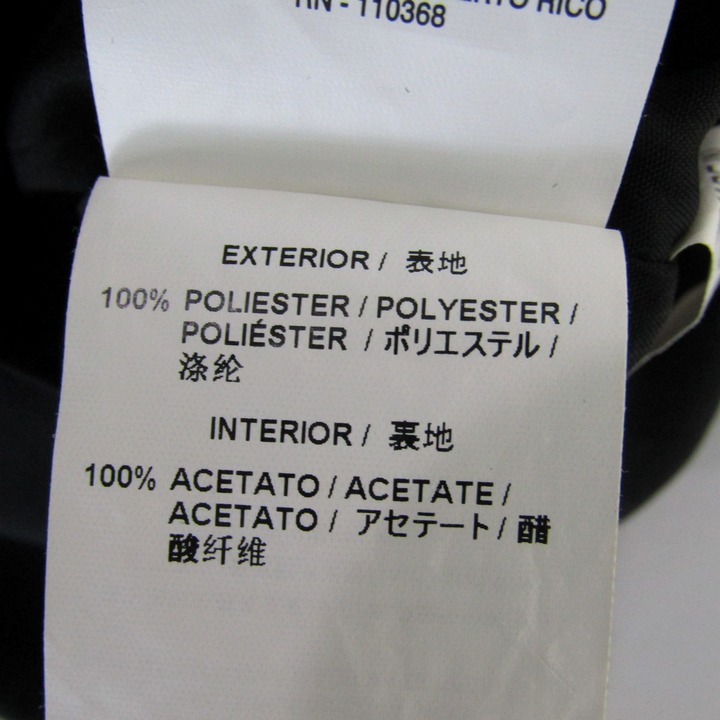 RICO
RN - 110368
EXTERIOR / 表地
100% POLIESTER / POLYESTER /
POLIÉSTER / ポリエステル /
涤纶
INTERIOR / 裏地
100% ACETATO / ACETATE /
ACETATO / アセテート / 醋
酸纤维